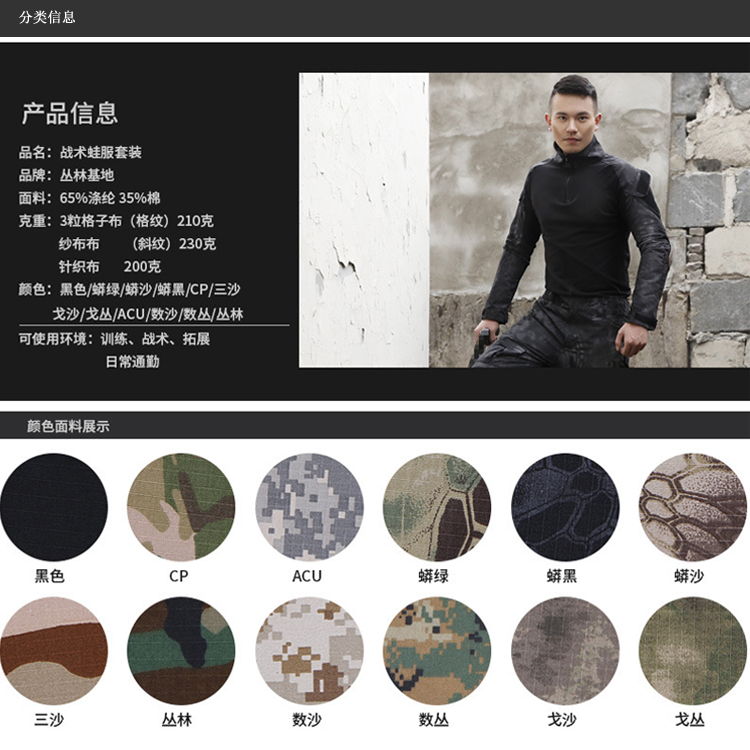 分类信息
产品信息
品名：战术蛙服套装
品牌：丛林基地
面料：65%涤纶 35%棉
克重：3粒格子布（格纹）210克
纱布布 （斜纹）230克
针织布 200克
颜色：黑色/蟒绿/蟒沙/蟒黑/CP/三沙
戈沙/戈丛/ACU/数沙/数丛/丛林
可使用环境：训练、战术、拓展
日常通勤
颜色面料展示
黑色 CP ACU 蟒绿 蟒黑 蟒沙
三沙 丛林 数沙 数丛 戈沙 戈丛